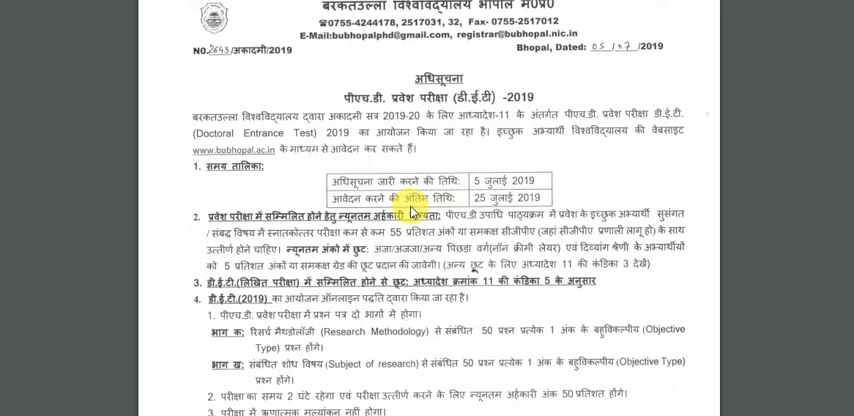 बरकतउल्ला विश्वविद्यालय भोपाल म0प्र0
☎0755-4244178, 2517031, 32, Fax- 0755-2517012
E-Mail:bubhopalphd@gmail.com, registrar@bubhopal.nic.in
NO.2643/अकादमी/2019 Bhopal, Dated: 05/07/2019
अधिसूचना
पीएच.डी. प्रवेश परीक्षा (डी.ई.टी) -2019
बरकतउल्ला विश्वविद्यालय द्वारा अकादमी सत्र 2019-20 के लिए आध्यादेश-11 के अंतर्गत पीएच.डी. प्रवेश परीक्षा डी.ई.टी.
(Doctoral Entrance Test) 2019 का आयोजन किया जा रहा है। इच्छुक अभ्यार्थी विश्वविद्यालय की वेबसाइट
www.bubhopal.ac.in के माध्यम से आवेदन कर सकते हैं।
1. समय तालिका:
अधिसूचना जारी करने की तिथि: 5 जुलाई 2019
आवेदन करने की अंतिम तिथि: 25 जुलाई 2019
2. प्रवेश परीक्षा में सम्मिलित होने हेतु न्यूनतम अर्हकारी पीएच.डी उपाधि पाठ्यक्रम में प्रवेश के इच्छुक अभ्यार्थी सुसंगत
/ संबद्ध विषय में स्नातकोत्तर परीक्षा कम से कम 55 प्रतिशत अंकों या समकक्ष सीजीपीए (जहां सीजीपीए प्रणाली लागू हो) के साथ
उत्तीर्ण होने चाहिए। न्यूनतम अंको में छूट: अजा/अजजा/अन्य पिछड़ा वर्ग(नॉन क्रीमी लेयर) एवं दिव्यांग श्रेणी के अभ्यर्थीओं
को 5 प्रतिशत अंकों या समकक्ष ग्रेड की छूट प्रदान की जावेगी। (अन्य छूट के लिए अध्यादेश 11 की कंडिका 3 देखें)
3. डी.ई.टी.(लिखित परीक्षा) में सम्मिलित होने से छूट: अध्यादेश क्रमांक 11 की कंडिका 5 के अनुसार
4. डी.ई.टी.(2019) का आयोजन ऑनलाइन पद्धति द्वारा किया जा रहा है।
1. पीएच.डी. प्रवेश परीक्षा में प्रश्न पत्र दो भागों में होगा।
भाग क: रिसर्च मैथडोलॉजी (Research Methodology) से संबंधित 50 प्रश्न प्रत्येक 1 अंक के बहुविकल्पीय (Objective
Type) प्रश्न होंगे।
भाग ख: संबंधित शोध विषय (Subject of research) से संबंधित 50 प्रश्न प्रत्येक 1 अंक के बहुविकल्पीय (Objective Type)
प्रश्न होंगे।
2. परीक्षा का समय 2 घंटे रहेगा एवं परीक्षा उत्तीर्ण करने के लिए न्यूनतम अर्हकारी अंक 50 प्रतिशत होंगे।
3. परीक्षा में ऋणात्मक मूल्यांकन नहीं होगा।